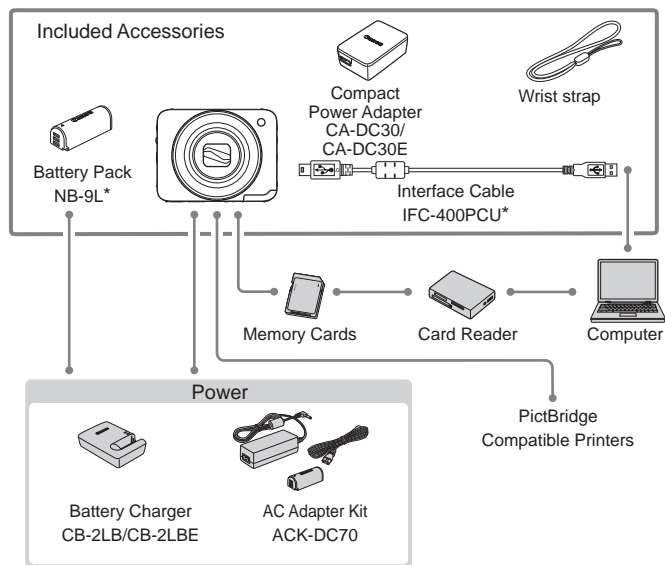 Included Accessories
Compact
Power Adapter
CA-DC30/
CA-DC30E
Wrist strap
Battery Pack
NB-9L*
Interface Cable
IFC-400PCU*
Memory Cards
Card Reader
Computer
Power
PictBridge
Compatible Printers
Battery Charger
CB-2LB/CB-2LBE
AC Adapter Kit
ACK-DC70